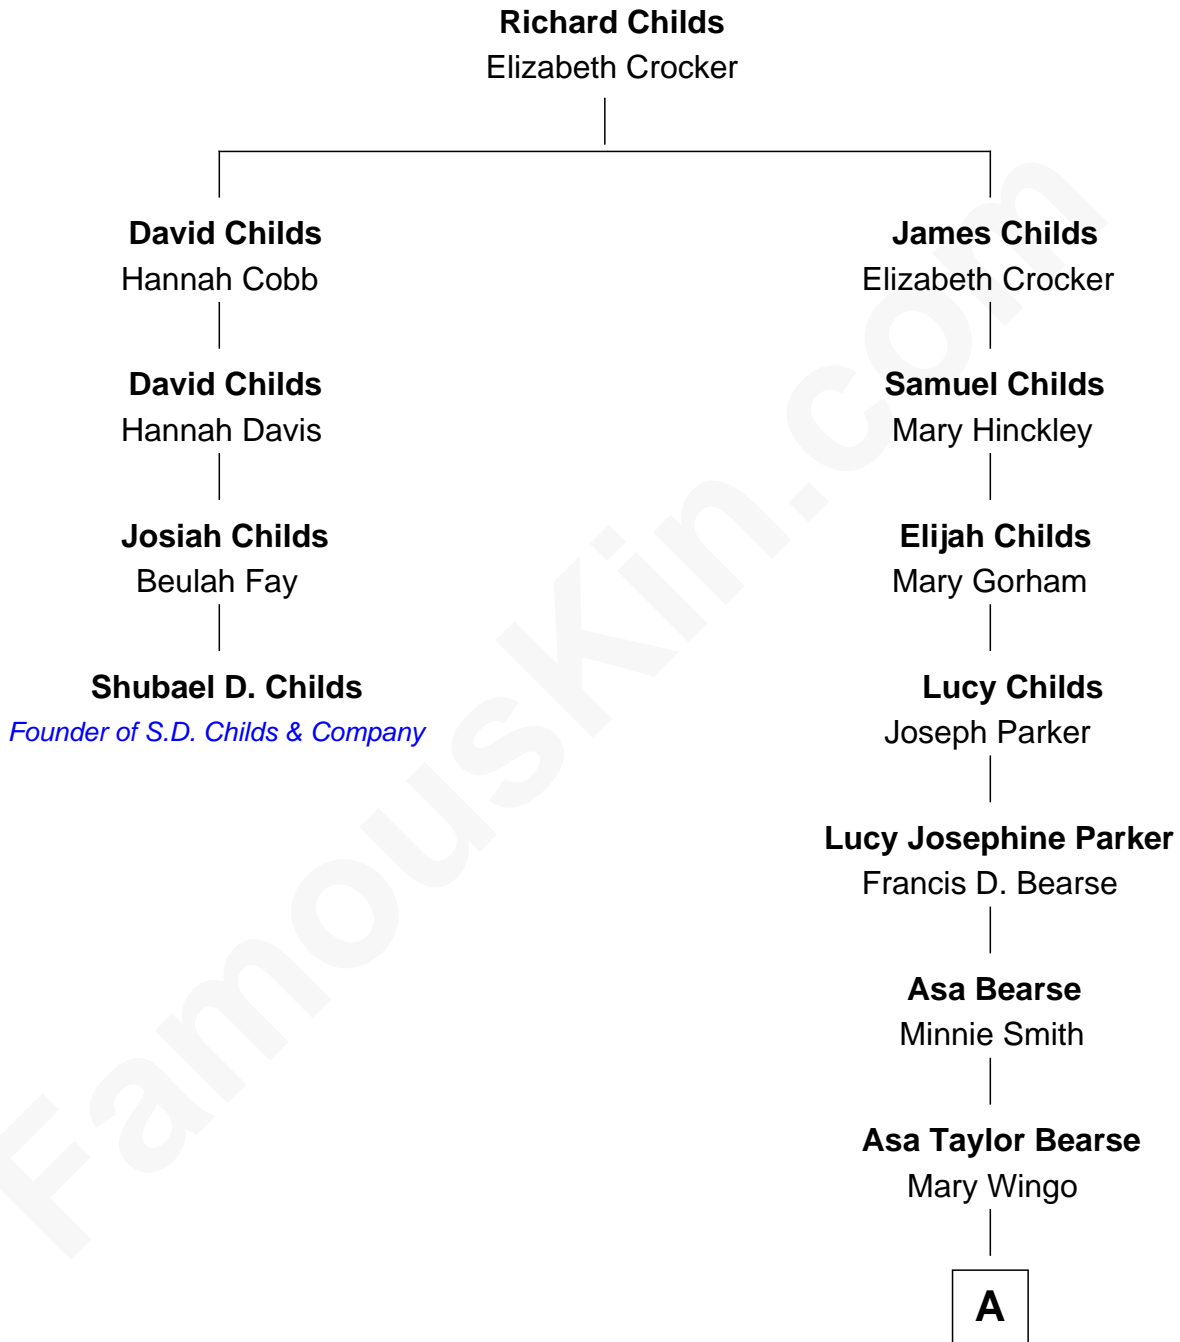 Richard Childs
Elizabeth Crocker
David Childs
Hannah Cobb
David Childs
Hannah Davis
Josiah Childs
Beulah Fay
Shubael D. Childs
Founder of S.D. Childs & Company
James Childs
Elizabeth Crocker
Samuel Childs
Mary Hinckley
Elijah Childs
Mary Gorham
Lucy Childs
Joseph Parker
Lucy Josephine Parker
Francis D. Bearse
Asa Bearse
Minnie Smith
Asa Taylor Bearse
Mary Wingo
A
FamousKin.com